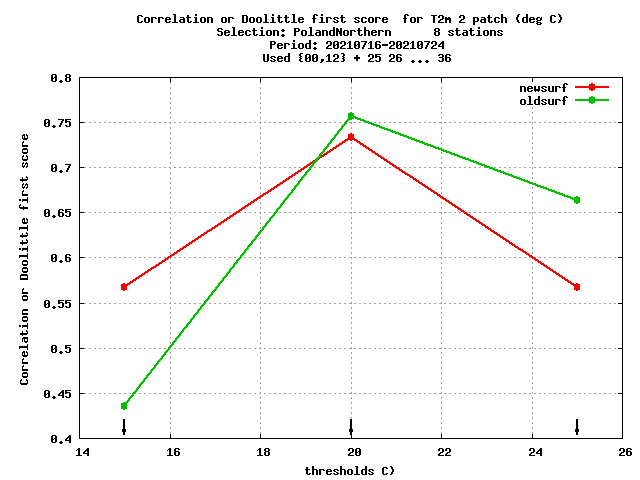 Correlation or Doolittle first score  for T2m 2 patch (deg C)
Selection: PolandNorthern      8 stations
Period: 20210716-20210724
Used {00,12} + 25 26 ... 36
newsurf
oldsurf
Correlation or Doolittle first score
0.8
0.75
0.7
0.65
0.6
0.55
0.5
0.45
0.4
14 16 18 20 22 24 26
thresholds C)